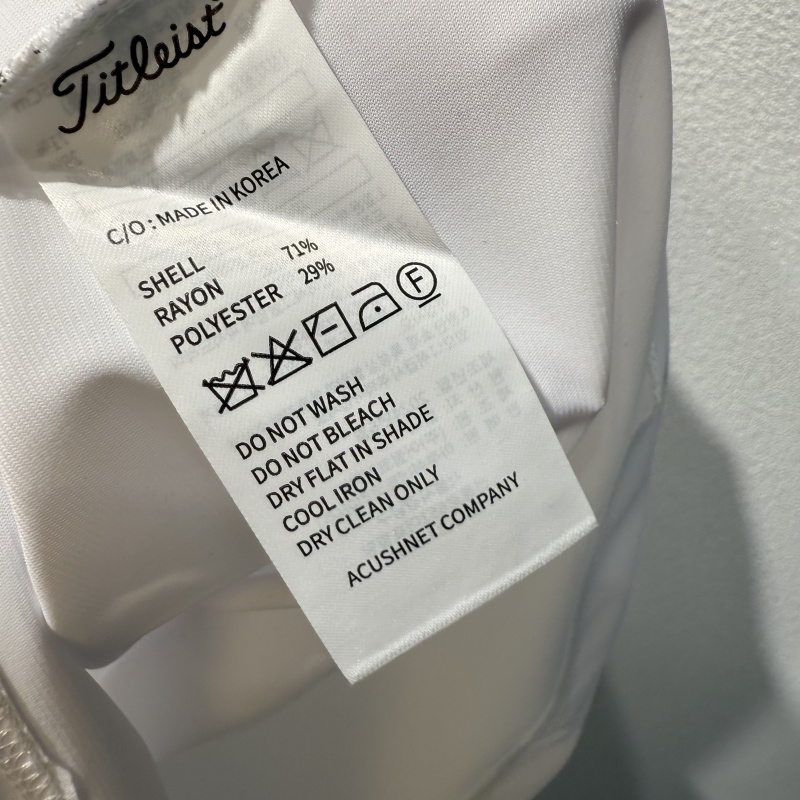 Titleist
C/O : MADE IN KOREA
SHELL
RAYON 71%
POLYESTER 29%
F
DO NOT WASH
DO NOT BLEACH
DRY FLAT IN SHADE
COOL IRON
DRY CLEAN ONLY
ACUSHNET COMPANY